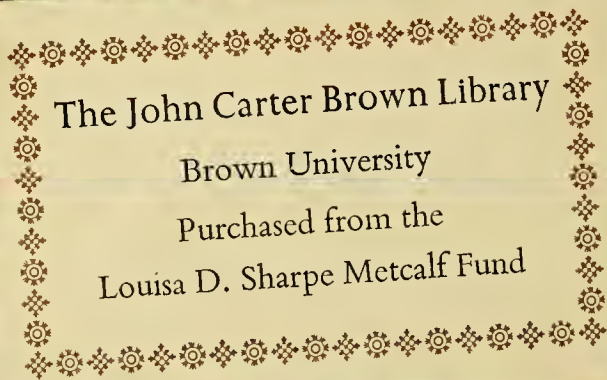 The John Carter Brown Library
Brown University
Purchased from the
Louisa D. Sharpe Metcalf Fund